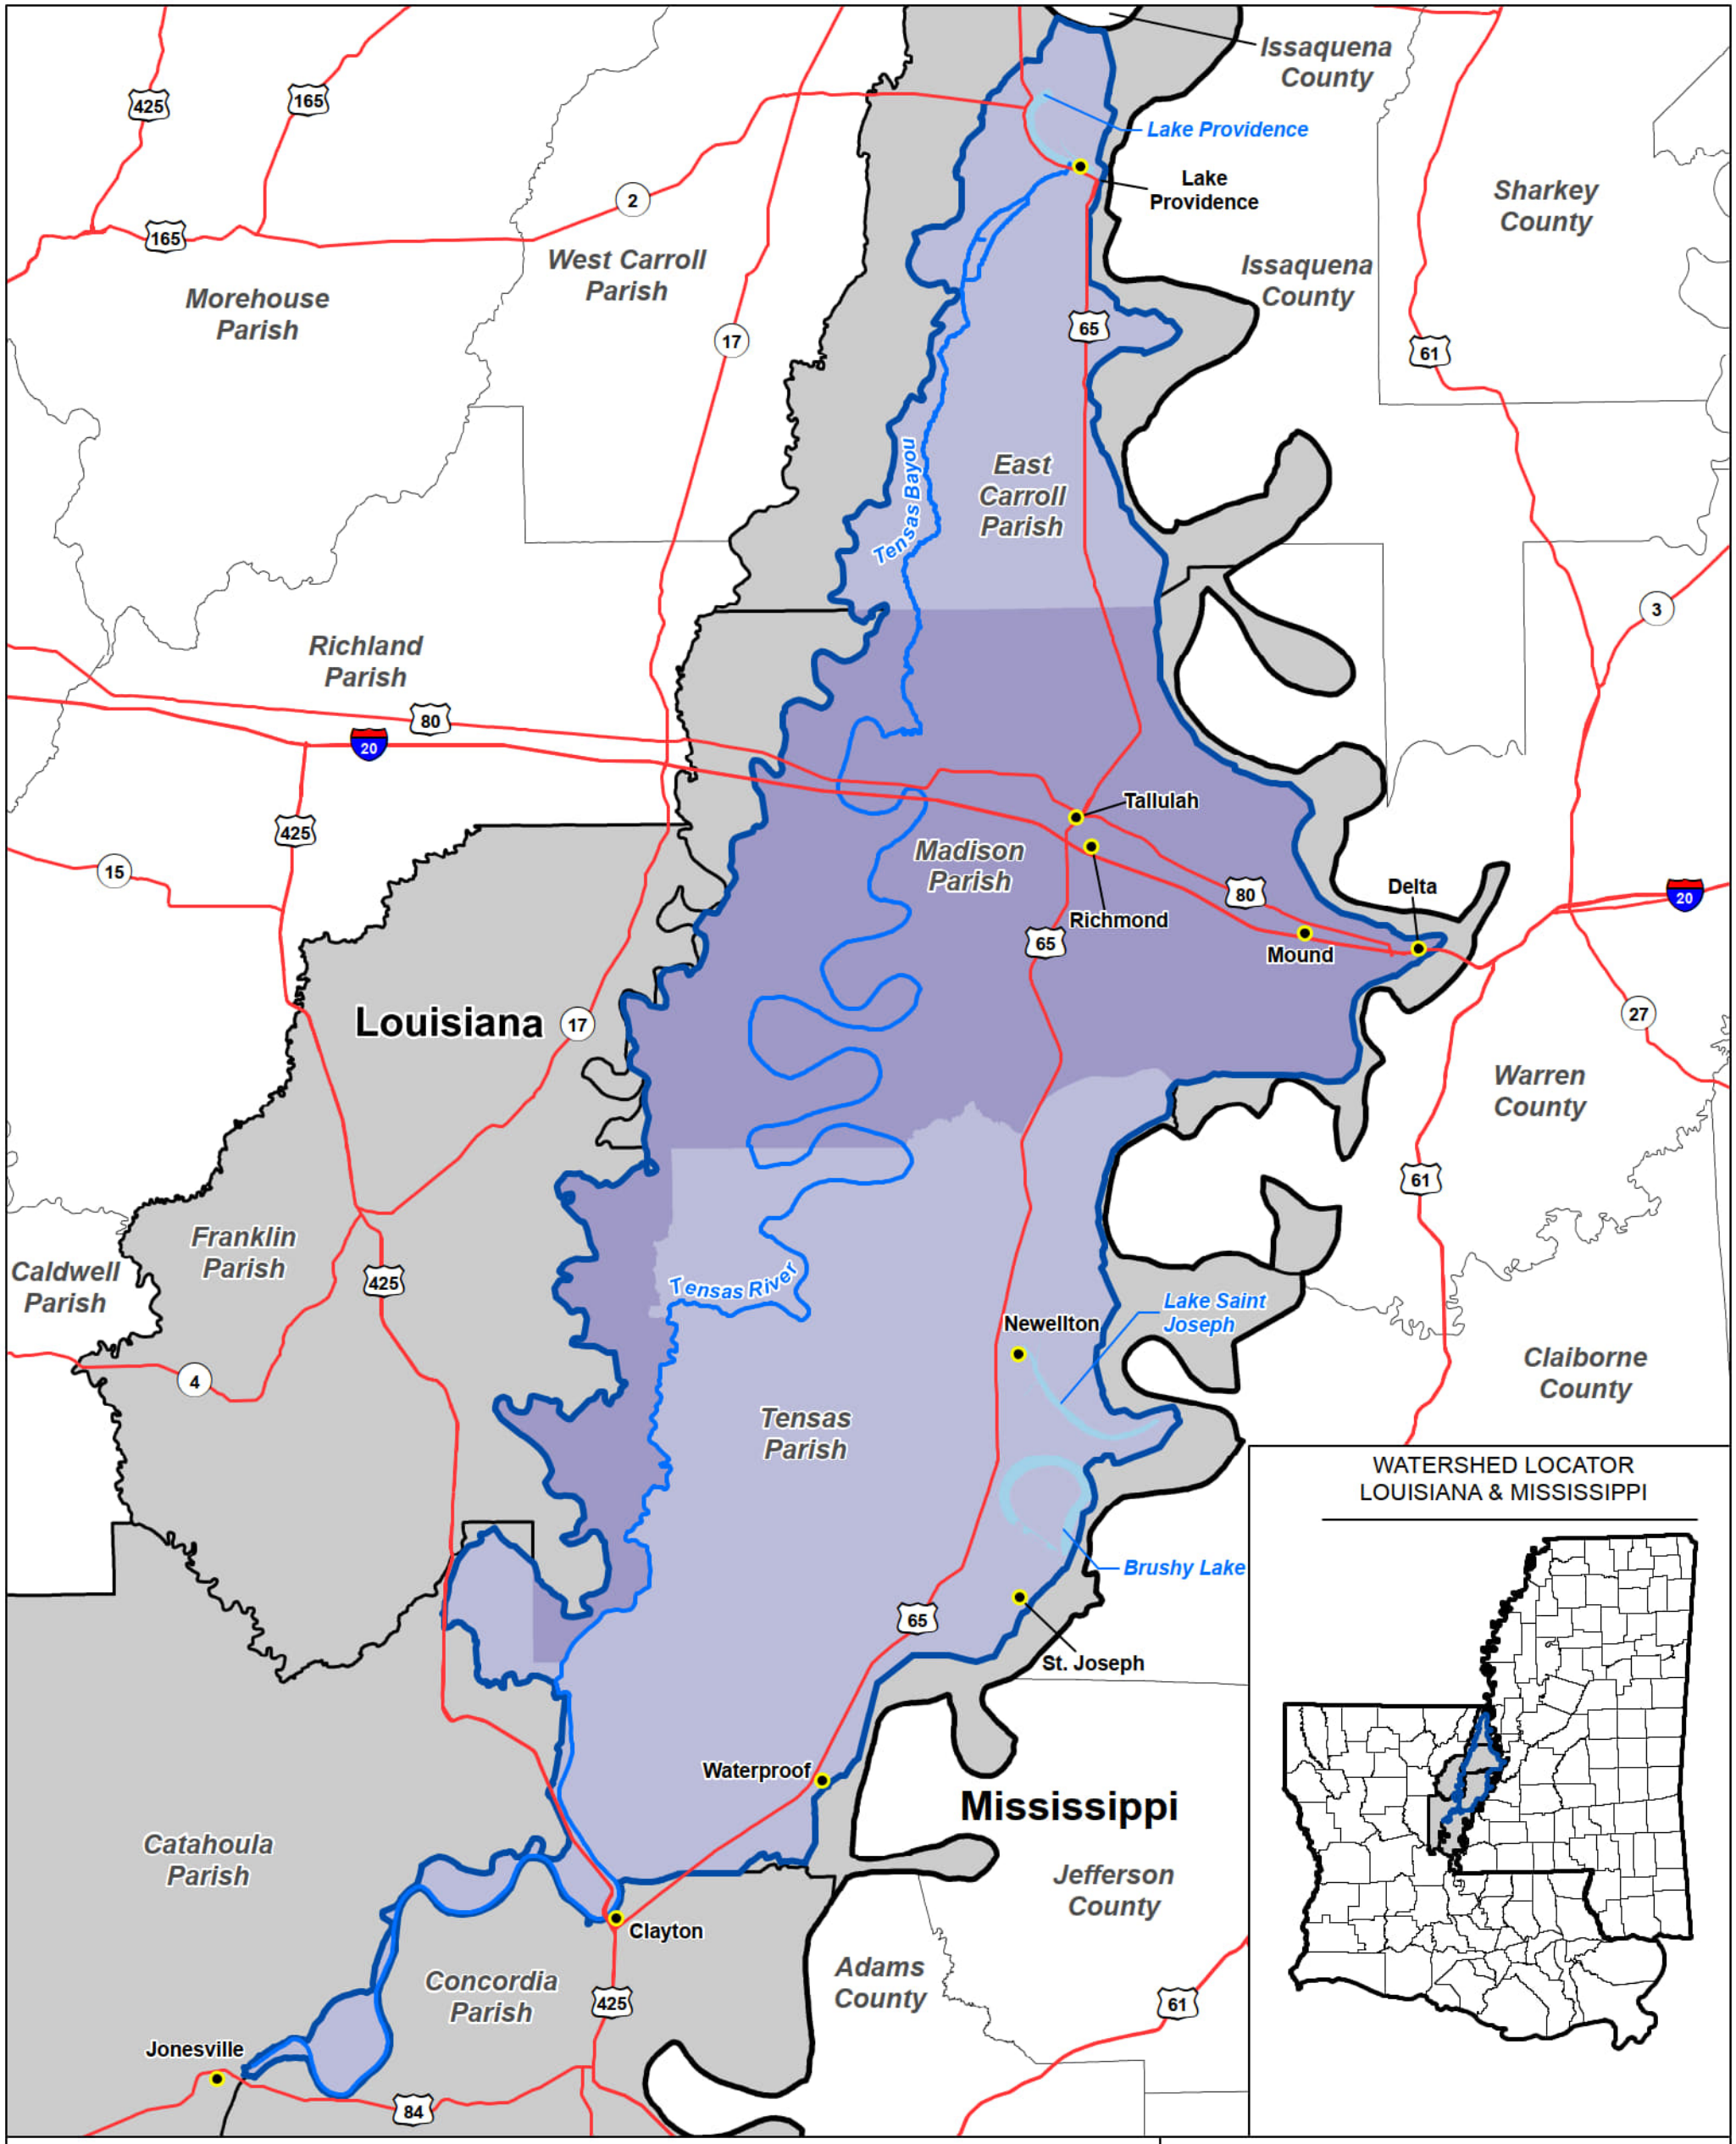 Issaquena
County
425
165
Lake Providence
Lake
Providence
Sharkey
County
2
165
West Carroll
Parish
Issaquena
County
Morehouse
Parish
17
65
61
East
Carroll
Parish
Tensas Bayou
3
Richland
Parish
80
20
425
Tallulah
15
Madison
Parish
80
Delta
20
Richmond
65
Mound
Louisiana
17
27
Warren
County
61
Franklin
Parish
Caldwell
Parish
425
Tensas River
Lake Saint
Joseph
Newellton
Claiborne
County
4
Tensas
Parish
WATERSHED LOCATOR
LOUISIANA & MISSISSIPPI
Brushy Lake
65
St. Joseph
Waterproof
Mississippi
Catahoula
Parish
Jefferson
County
Clayton
Concordia
Parish
Adams
County
425
61
Jonesville
84